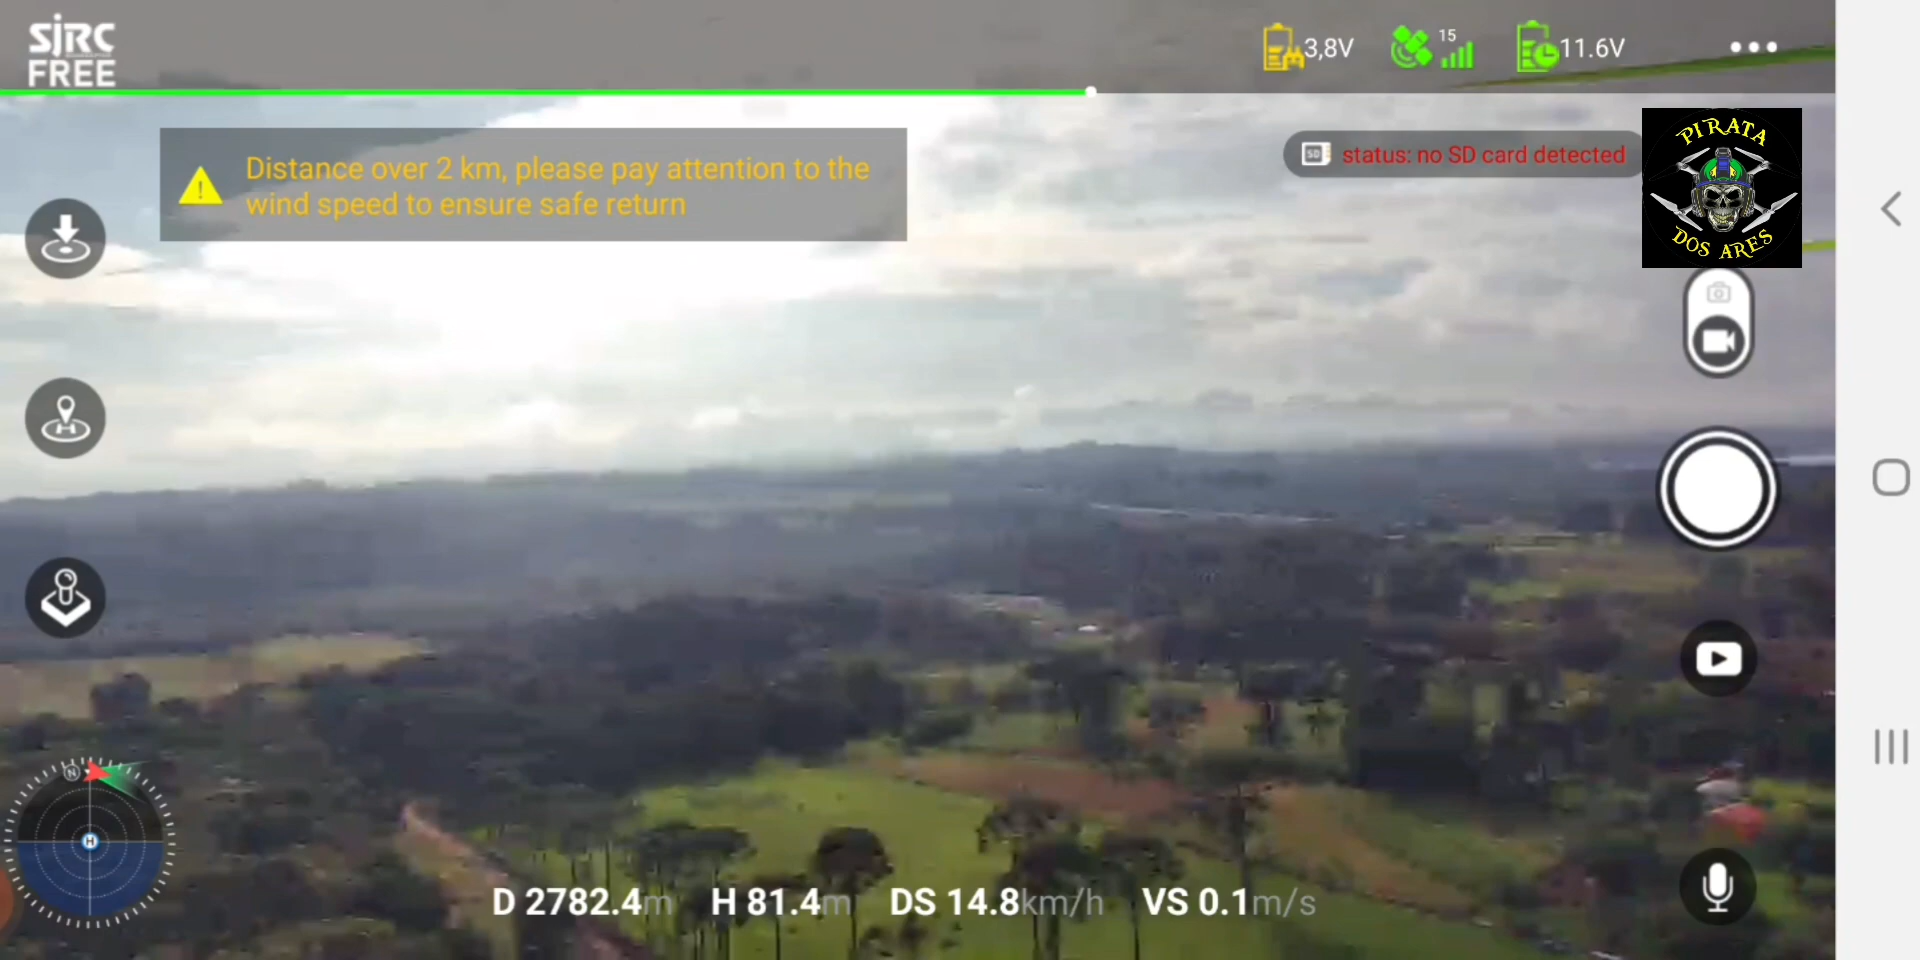 SJRC
FREE
3,8V
15
11.6V
Distance over 2 km, please pay attention to the
wind speed to ensure safe return
SD
status: no SD card detected
PIRATA
DOS ARES
N
H
D 2782.4m H 81.4m DS 14.8km/h VS 0.1m/s